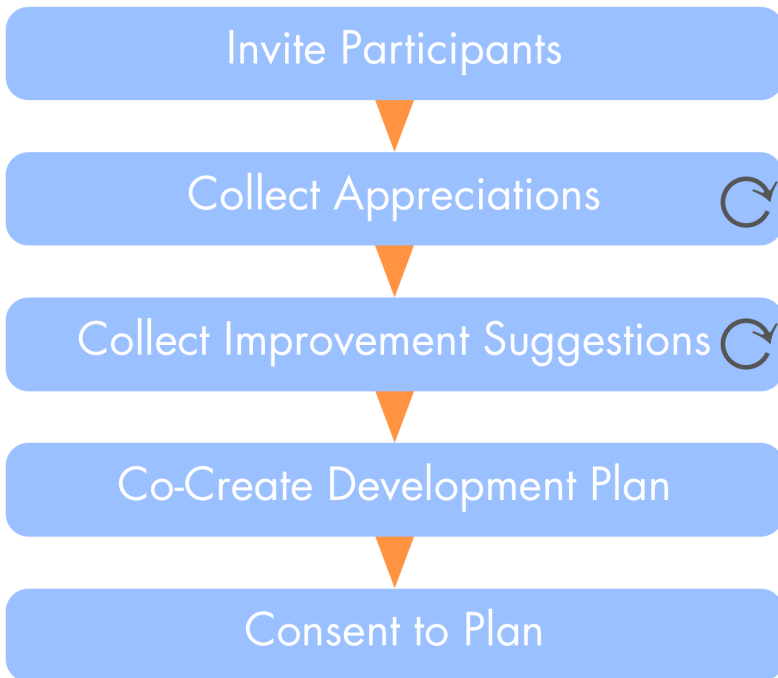 Invite Participants
Collect Appreciations
Collect Improvement Suggestions
Co-Create Development Plan
Consent to Plan